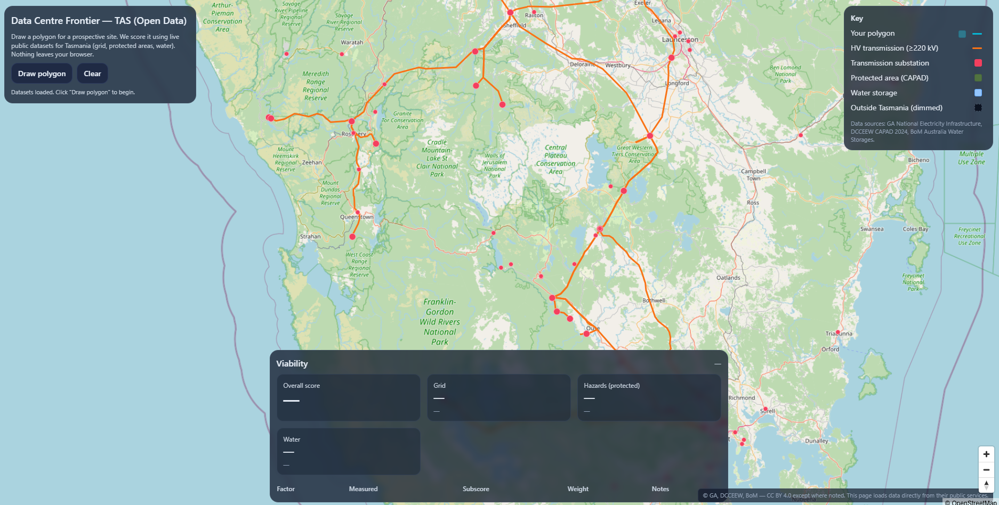 Data Centre Frontier — TAS (Open Data)
Draw a polygon for a prospective site. We score it using live
public datasets for Tasmania (grid, protected areas, water).
Nothing leaves your browser.
Draw polygon
Clear
Datasets loaded. Click "Draw polygon" to begin.
Key
Your polygon
HV transmission (≥220 kV)
Transmission substation
Protected area (CAPAD)
Water storage
Outside Tasmania (dimmed)
Data sources: GA National Electricity Infrastructure,
DCCEEW CAPAD 2024, BoM Australia Water
Storages.
Arthur-
Pieman
Conservation
Area
Savage
River Pipeline
Regional
Reserve
Savage
River Regional
Reserve
Waratah
Sheffield
Railton
Exeter
Legana
Launceston
Deloraine
Westbury
Longford
Ben Lomond
National
Park
Meredith
Range
Regional
Reserve
Granite
Tor Conservation
Area
Rosebery
Mount
Heemskirk
Regional
Reserve
Zeehan
Cradle
Mountain-
Lake St
Clair National
Park
Walls of
Jerusalem
National
Park
Central
Plateau
Conservation
Area
Great Western
Tiers Conservation
Area
Campbell
Town
Bicheno
Multiple
Use Zone
Mount
Dundas
Regional
Reserve
Ross
Queenstown
Strahan
Swansea
Coles Bay
Freycinet
Recreational
Use Zone
West Coast
Range
Regional
Reserve
Oatlands
Freycinet
National
Park
Franklin-
Gordon
Wild Rivers
National
Park
Bothwell
Ouse
Triabunna
Orford
Richmond
Sorell
Dunalley
Nubeena
Viability
—
Overall score
—
Grid
—
—
Hazards (protected)
—
—
Water
—
—
Factor Measured Subscore Weight Notes
© GA, DCCEEW, BoM — CC BY 4.0 except where noted. This page loads data directly from their public services.
© OpenStreetMap